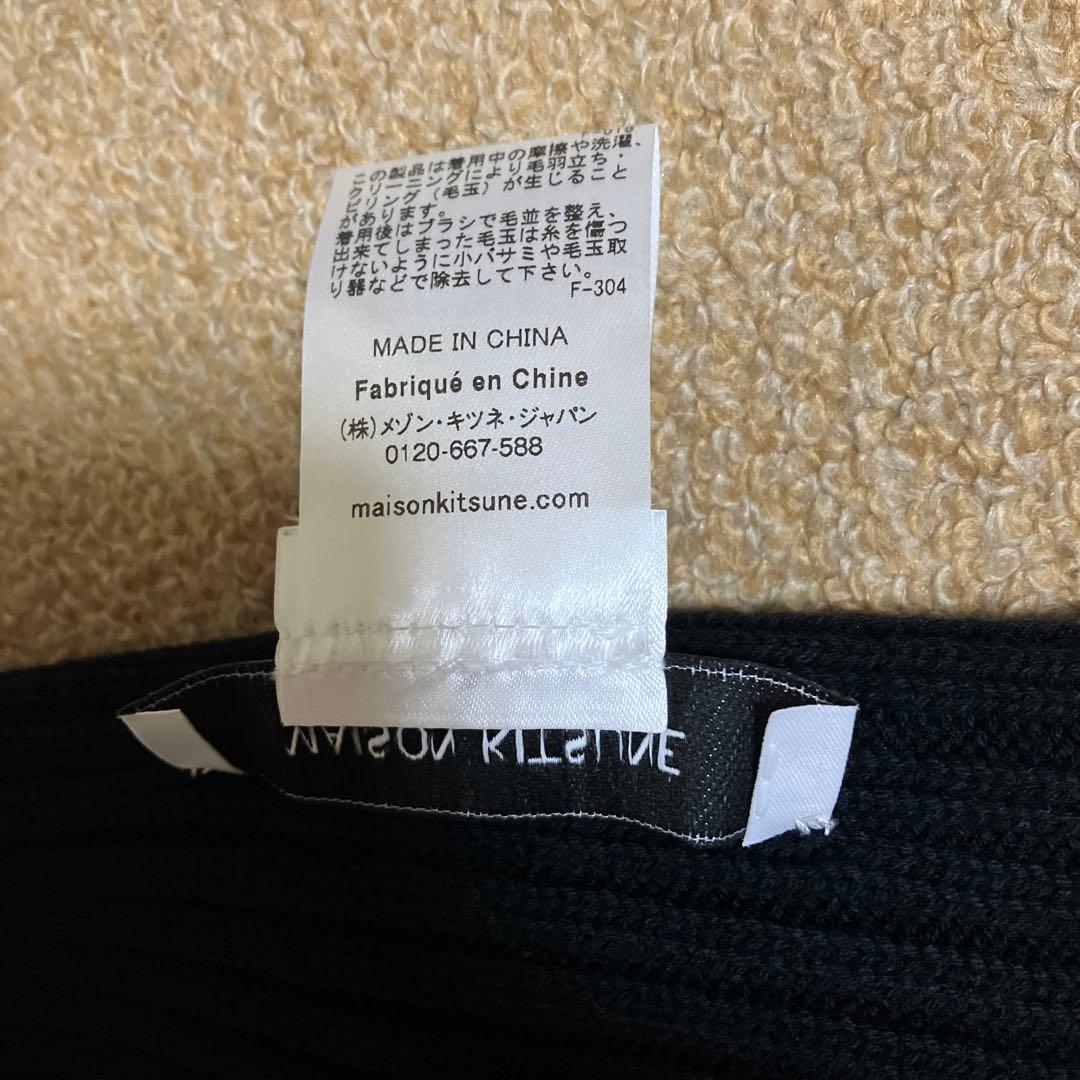 この製品は着用中の摩擦や洗濯、
クリーニングにより毛羽立ち・
ピリング(毛玉)が生じること
があります。
着用後はブラシで毛並を整え、
出来てしまった毛玉は糸を傷つ
けないように小バサミや毛玉取
り器などで除去して下さい。
F-304
MADE IN CHINA
Fabriqué en Chine
(株)メゾン・キツネ・ジャパン
0120-667-588
maisonkitsune.com
MAISON KITSUNE